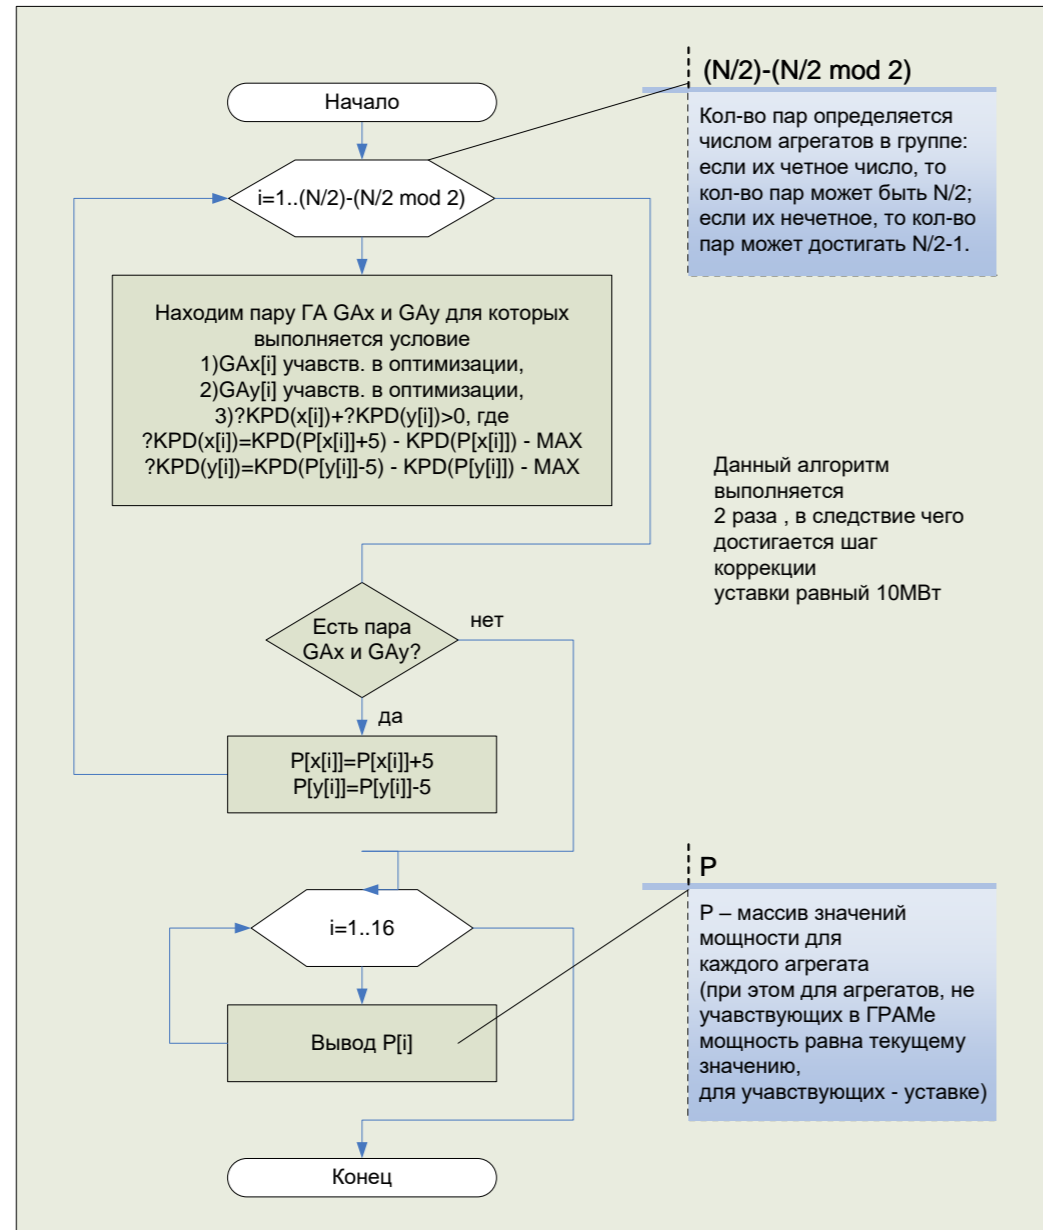 Начало
i=1..(N/2)-(N/2 mod 2)
(N/2)-(N/2 mod 2)
Кол-во пар определяется
числом агрегатов в группе:
если их четное число, то
кол-во пар может быть N/2;
если их нечетное, то кол-во
пар может достигать N/2-1.
Находим пару ГА GAx и GAy для которых
выполняется условие
1)GAx[i] учавств. в оптимизации,
2)GAy[i] учавств. в оптимизации,
3)?KPD(x[i])+?KPD(y[i])>0, где
?KPD(x[i])=KPD(P[x[i]]+5) - KPD(P[x[i]]) - MAX
?KPD(y[i])=KPD(P[y[i]]-5) - KPD(P[y[i]]) - MAX
Данный алгоритм
выполняется
2 раза , в следствие чего
достигается шаг
коррекции
уставки равный 10МВт
Есть пара
GAx и GAy?
нет
да
P[x[i]]=P[x[i]]+5
P[y[i]]=P[y[i]]-5
i=1..16
Вывод P[i]
P
P – массив значений
мощности для
каждого агрегата
(при этом для агрегатов, не
учавствующих в ГРАМе
мощность равна текущему
значению,
для учавствующих - уставке)
Конец